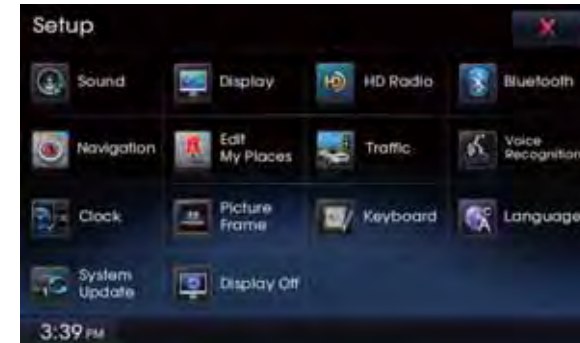 Setup
Sound
Display
HD Radio
Bluetooth
Navigation
Edit
My Places
Traffic
Voice
Recognition
Clock
Picture
Frame
Keyboard
Language
System
Update
Display Off
3:39 PM